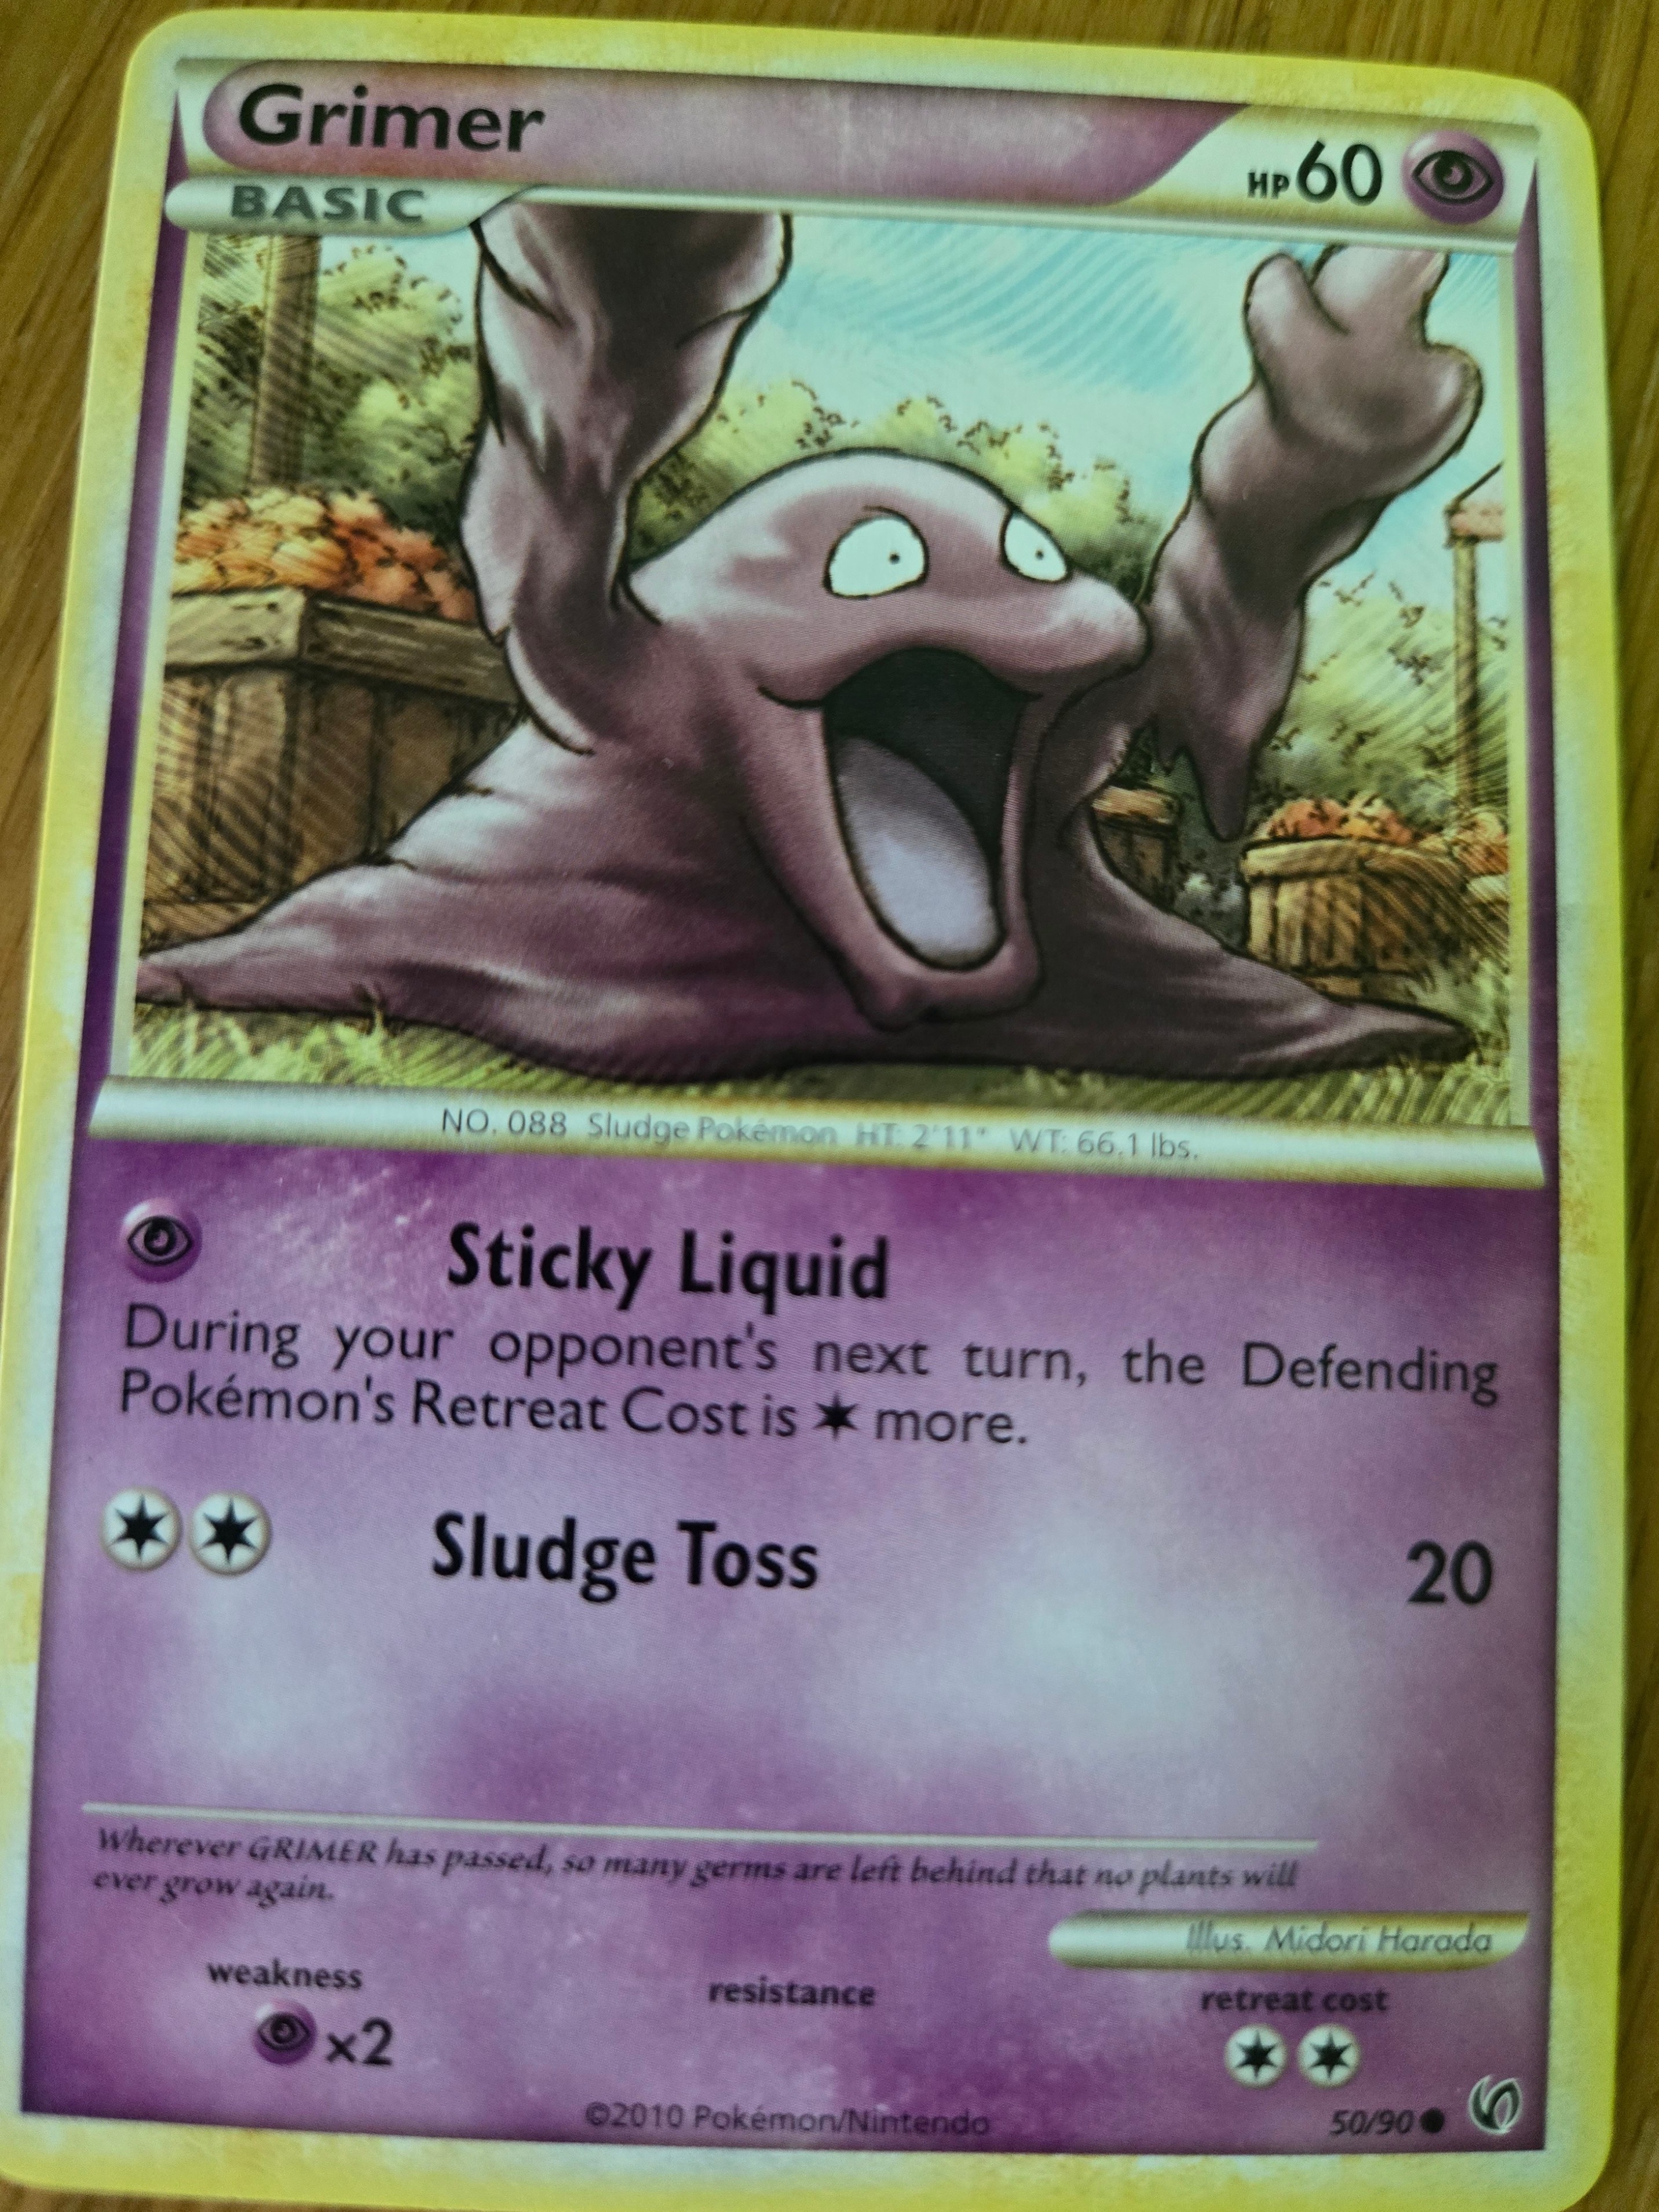 Grimer
HP 60
BASIC
NO. 088 Sludge Pokémon HT: 2'11" WT: 66.1 lbs.
Sticky Liquid
During your opponent's next turn, the Defending
Pokémon's Retreat Cost is ✶ more.
Sludge Toss 20
Wherever GRIMER has passed, so many germs are left behind that no plants will
ever grow again.
Illus. Midori Harada
weakness resistance retreat cost
x2
©2010 Pokémon/Nintendo 50/90 ●